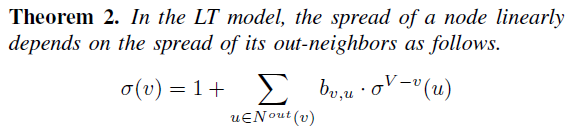 Theorem 2. In the LT model, the spread of a node linearly
depends on the spread of its out-neighbors as follows.
σ(v) = 1 + ∑_{u∈N^{out}(v)} b_{v,u} · σ^{V−v}(u)